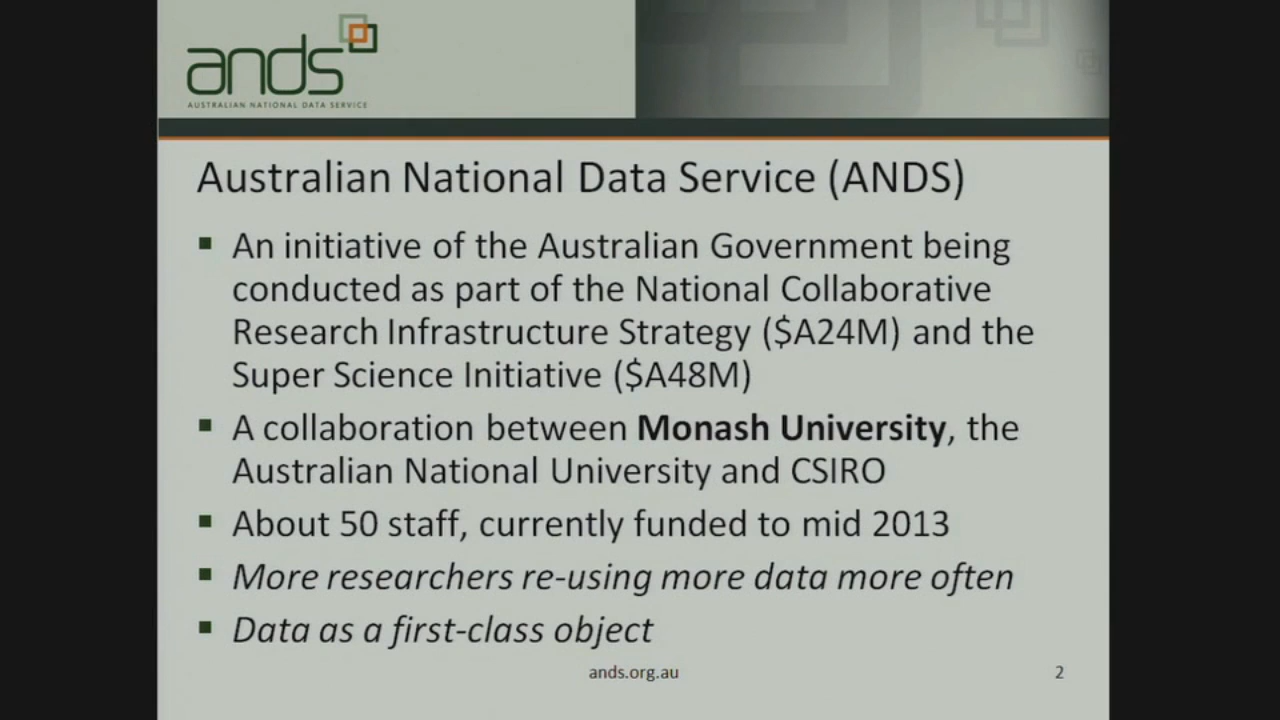 ands
AUSTRALIAN NATIONAL DATA SERVICE
Australian National Data Service (ANDS)
An initiative of the Australian Government being
conducted as part of the National Collaborative
Research Infrastructure Strategy ($A24M) and the
Super Science Initiative ($A48M)
A collaboration between Monash University, the
Australian National University and CSIRO
About 50 staff, currently funded to mid 2013
More researchers re-using more data more often
Data as a first-class object
ands.org.au
2